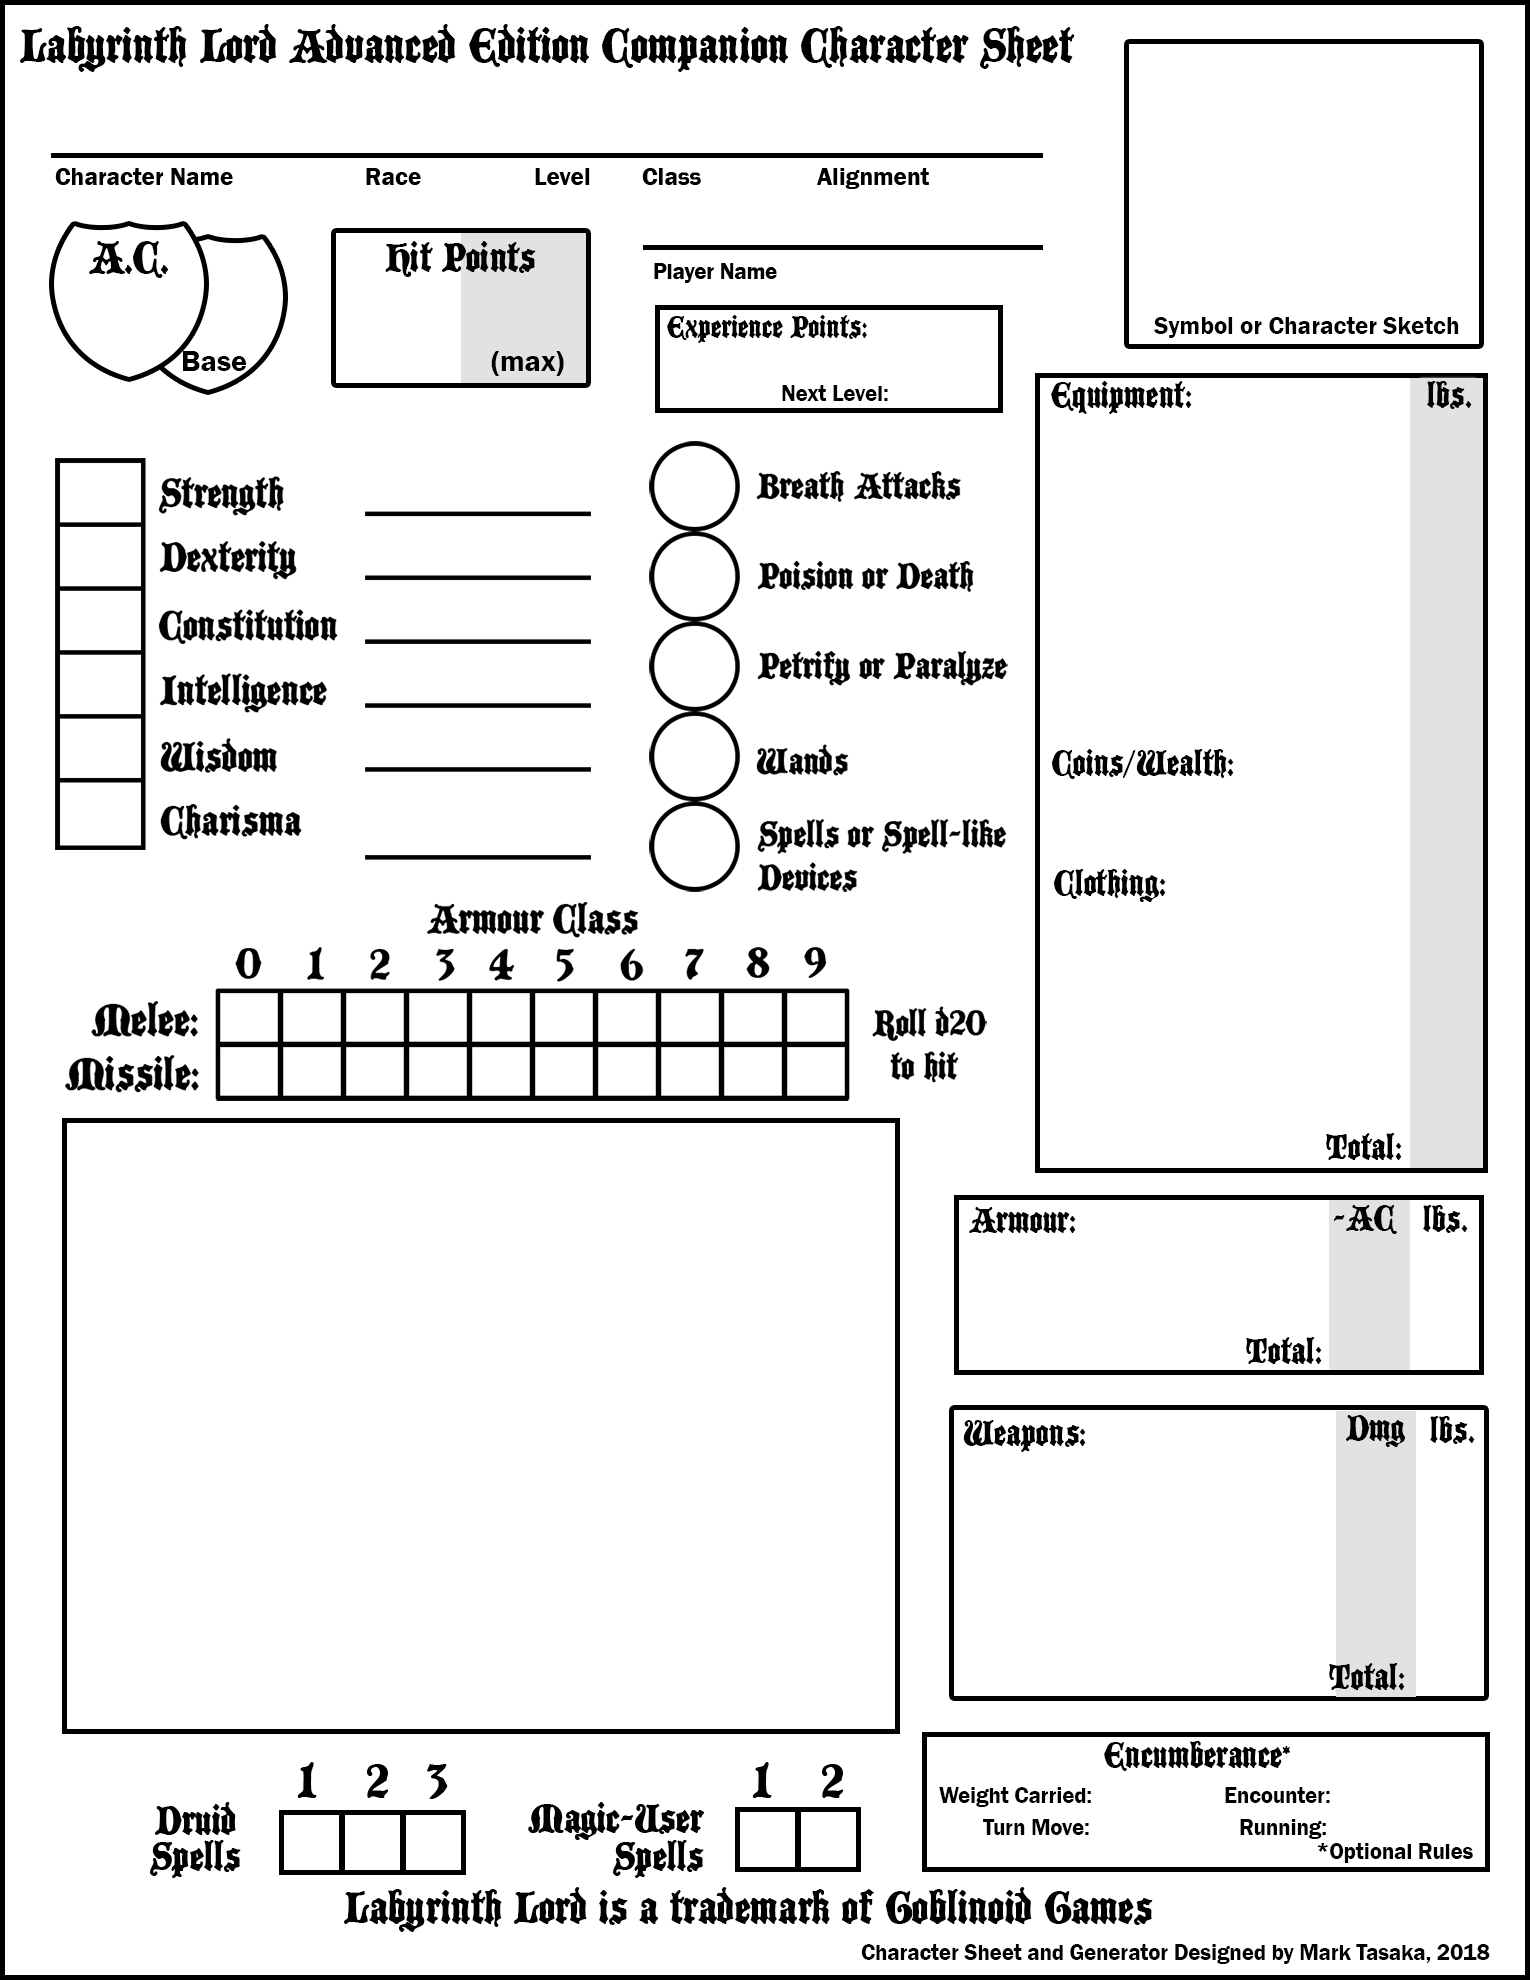 Labyrinth Lord Advanced Edition Companion Character Sheet
Character Name Race Level Class Alignment
A.C.
Base
Hit Points
(max)
Player Name
Experience Points:
Next Level:
Symbol or Character Sketch
Strength
Dexterity
Constitution
Intelligence
Wisdom
Charisma
Breath Attacks
Poision or Death
Petrify or Paralyze
Wands
Spells or Spell-like
Devices
Equipment: lbs.
Coins/Wealth:
Clothing:
Total:
Armour Class
0 1 2 3 4 5 6 7 8 9
Melee:
Missile:
Roll d20
to hit
Armour: -AC lbs.
Total:
Weapons: Dmg lbs.
Total:
1 2 3
Druid
Spells
1 2
Magic-User
Spells
Encumberance*
Weight Carried: Encounter:
Turn Move: Running:
*Optional Rules
Labyrinth Lord is a trademark of Goblinoid Games
Character Sheet and Generator Designed by Mark Tasaka, 2018